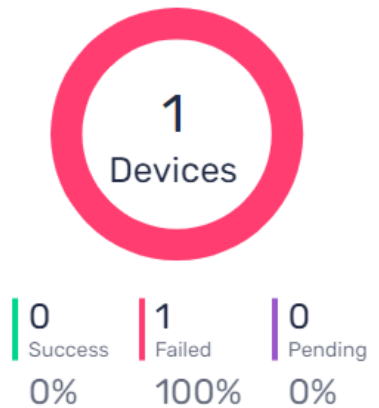 1
Devices
0 1 0
Success Failed Pending
0% 100% 0%